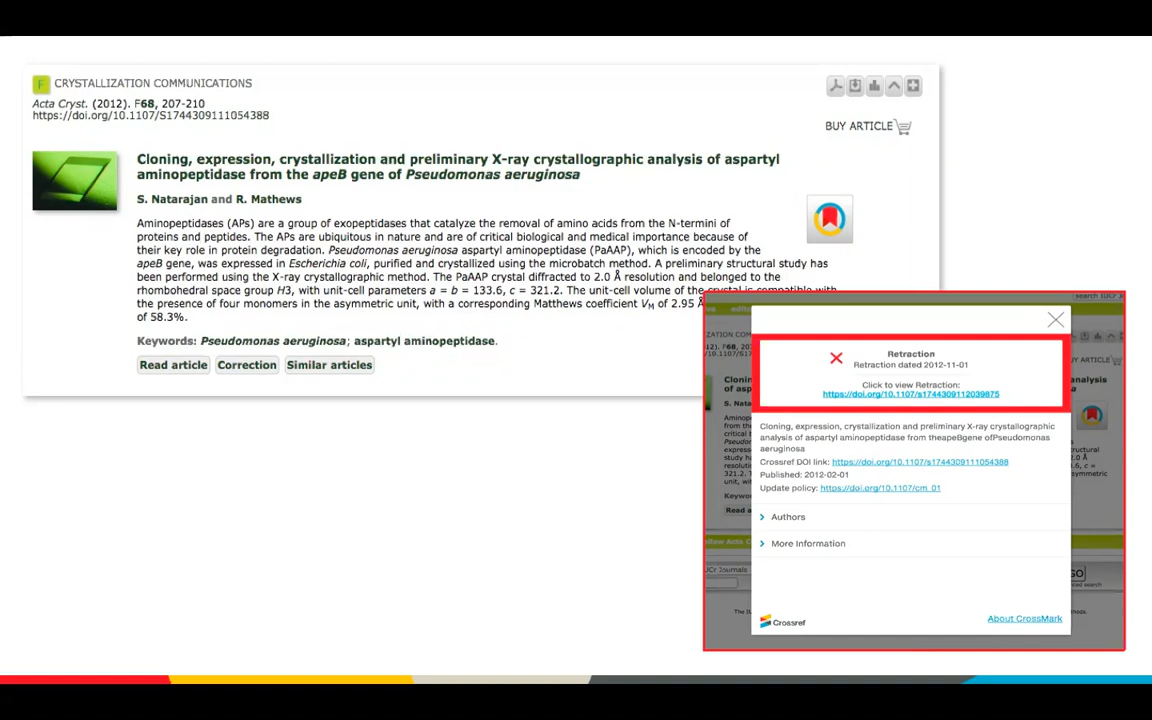 F CRYSTALLIZATION COMMUNICATIONS
Acta Cryst. (2012). F68, 207-210
https://doi.org/10.1107/S1744309111054388
BUY ARTICLE
Cloning, expression, crystallization and preliminary X-ray crystallographic analysis of aspartyl
aminopeptidase from the apeB gene of Pseudomonas aeruginosa
S. Natarajan and R. Mathews
Aminopeptidases (APs) are a group of exopeptidases that catalyze the removal of amino acids from the N-termini of
proteins and peptides. The APs are ubiquitous in nature and are of critical biological and medical importance because of
their key role in protein degradation. Pseudomonas aeruginosa aspartyl aminopeptidase (PaAAP), which is encoded by the
apeB gene, was expressed in Escherichia coli, purified and crystallized using the microbatch method. A preliminary structural study has
been performed using the X-ray crystallographic method. The PaAAP crystal diffracted to 2.0 Å resolution and belonged to the
rhombohedral space group H3, with unit-cell parameters a = b = 133.6, c = 321.2. The unit-cell volume of the crystal is compatible with
the presence of four monomers in the asymmetric unit, with a corresponding Matthews coefficient VM of 2.95 Å
of 58.3%.
Keywords: Pseudomonas aeruginosa; aspartyl aminopeptidase.
Read article Correction Similar articles
Retraction
Retraction dated 2012-11-01
Click to view Retraction:
https://doi.org/10.1107/s1744309112039875
Cloning, expression, crystallization and preliminary X-ray crystallographic
analysis of aspartyl aminopeptidase from theapeBgene ofPseudomonas
aeruginosa
Crossref DOI link: https://doi.org/10.1107/s1744309111054388
Published: 2012-02-01
Update policy: https://doi.org/10.1107/cm_01
Authors
More Information
Crossref
About CrossMark